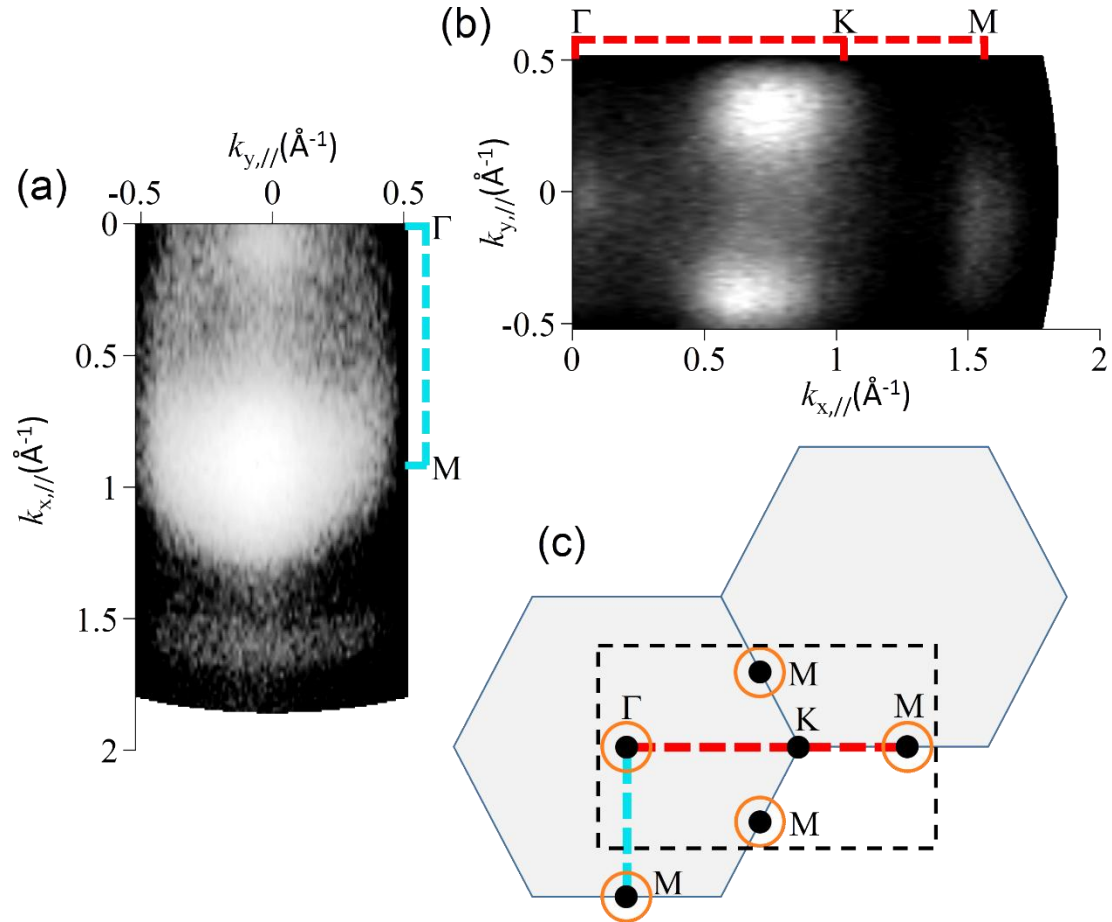 (b)
Γ K M
0.5
0
-0.5
k_y,//(Å⁻¹)
0 0.5 1 1.5 2
k_x,//(Å⁻¹)
(a)
k_y,//(Å⁻¹)
-0.5 0 0.5
Γ
M
0
0.5
1
1.5
2
k_x,//(Å⁻¹)
(c)
M
Γ K M
M
M